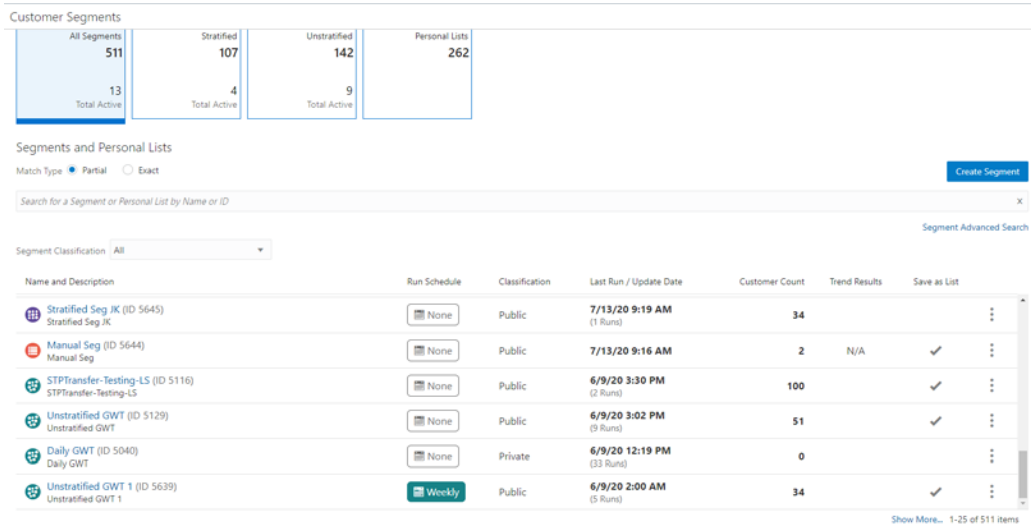 Customer Segments
All Segments Stratified Unstratified Personal Lists
511 107 142 262
13 4 9
Total Active Total Active Total Active
Segments and Personal Lists
Match Type Partial Exact
Create Segment
Search for a Segment or Personal List by Name or ID x
Segment Advanced Search
Segment Classification All
Name and Description Run Schedule Classification Last Run / Update Date Customer Count Trend Results Save as List
Stratified Seg JK (ID 5645) None Public 7/13/20 9:19 AM 34
Stratified Seg JK (1 Runs)
Manual Seg (ID 5644) None Public 7/13/20 9:16 AM 2 N/A
Manual Seg
STPTransfer-Testing-LS (ID 5116) None Public 6/9/20 3:30 PM 100
STPTransfer-Testing-LS (2 Runs)
Unstratified GWT (ID 5129) None Public 6/9/20 3:02 PM 51
Unstratified GWT (9 Runs)
Daily GWT (ID 5040) None Private 6/9/20 12:19 PM 0
Daily GWT (33 Runs)
Unstratified GWT 1 (ID 5639) Weekly Public 6/9/20 2:00 AM 34
Unstratified GWT 1 (5 Runs)
Show More... 1-25 of 511 items